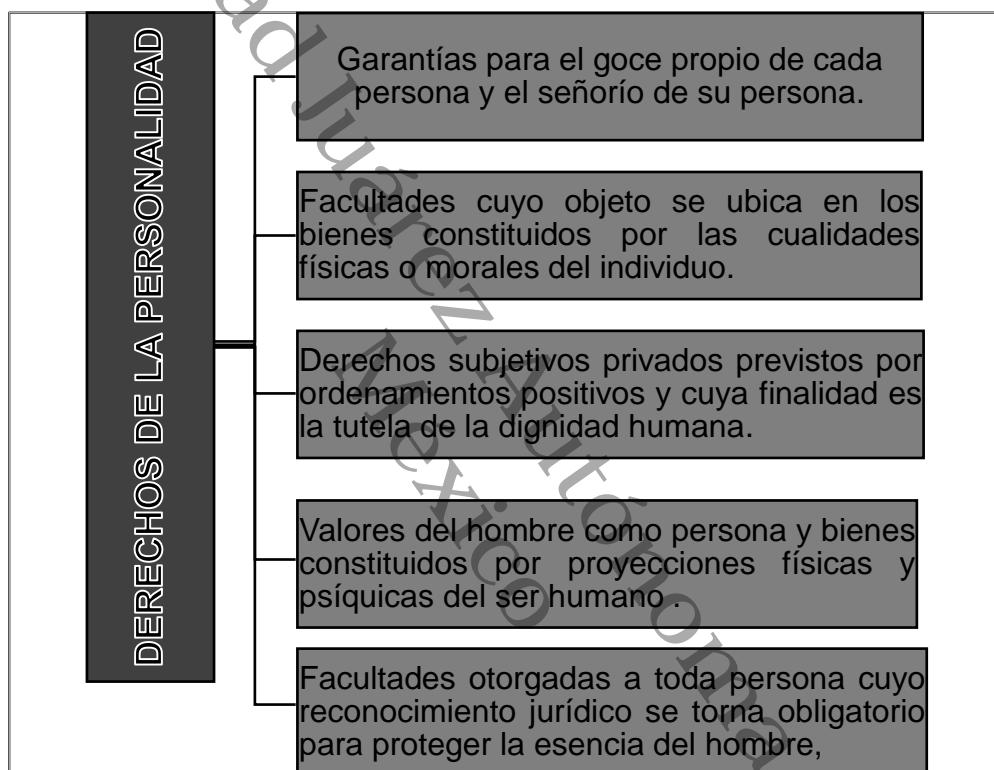 DERECHOS DE LA PERSONALIDAD
Garantías para el goce propio de cada
persona y el señorío de su persona.
Facultades cuyo objeto se ubica en los
bienes constituidos por las cualidades
físicas o morales del individuo.
Derechos subjetivos privados previstos por
ordenamientos positivos y cuya finalidad es
la tutela de la dignidad humana.
Valores del hombre como persona y bienes
constituidos por proyecciones físicas y
psíquicas del ser humano .
Facultades otorgadas a toda persona cuyo
reconocimiento jurídico se torna obligatorio
para proteger la esencia del hombre,
ad Juárez Autónoma
México